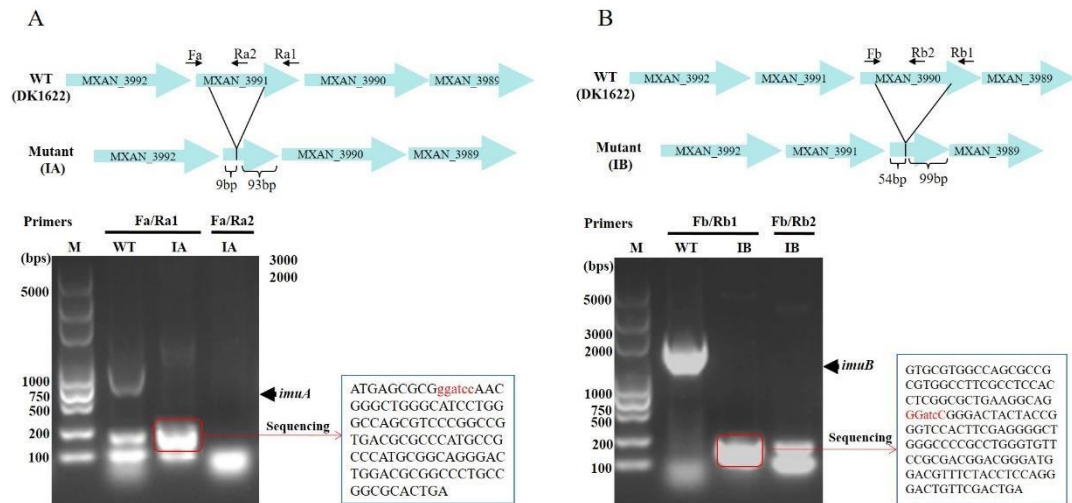 A
Fa
Ra2
Ra1
WT
(DK1622)
MXAN_3992
MXAN_3991
MXAN_3990
MXAN_3989
Mutant
(IA)
MXAN_3992
MXAN_3990
MXAN_3989
9bp
93bp
Primers
Fa/Ra1
Fa/Ra2
M
WT
IA
IA
(bps)
3000
2000
5000
1000
750
500
200
100
imuA
Sequencing
ATGAGCGCGggatccAAC
GGGCTGGGCATCCTGG
GCCAGCGTCCCGGCCG
TGACGCGCCCATGCCG
CCCATGCGGCAGGGAC
TGGACGCGGCCCTGCC
GGCGCACTGA
B
Fb
Rb2
Rb1
WT
(DK1622)
MXAN_3992
MXAN_3991
MXAN_3990
MXAN_3989
Mutant
(IB)
MXAN_3992
MXAN_3991
MXAN_3989
54bp
99bp
Primers
Fb/Rb1
Fb/Rb2
M
WT
IB
IB
(bps)
5000
3000
2000
1000
750
500
200
100
imuB
Sequencing
GTGCGTGGCCAGCGCCG
CGTGGCCTTCGCCTCCAC
CTCGGCGCTGAAGGCAG
GGatcCGGGACTACTACCG
GGTCCACTTCGAGGGGCT
GGGCCCCGCCTGGGTGTT
CCGCGACGGACGGGATG
GACGTTTCTACCTCCAGG
GACTGTTCGACTGA